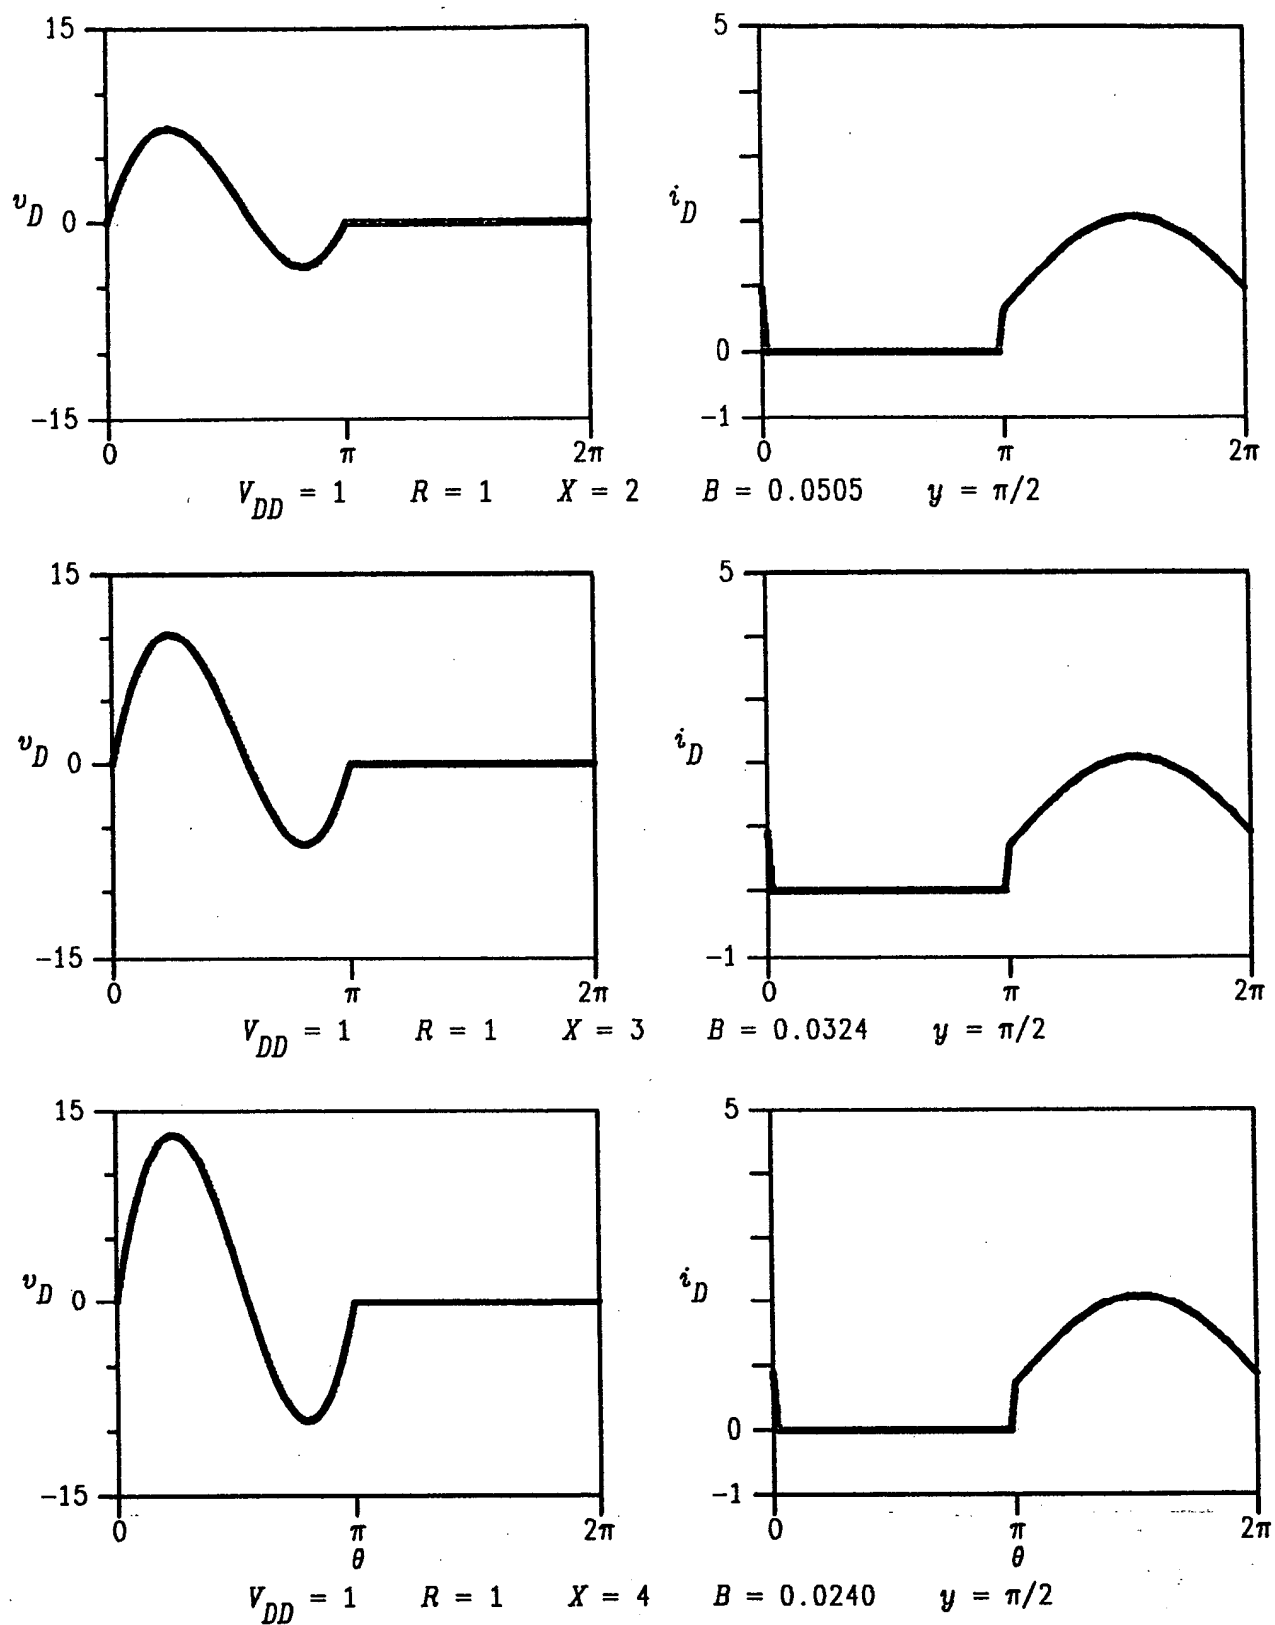 15 5
v_D 0 i_D 0
-15 -1
0 π 2π 0 π 2π
V_DD = 1 R = 1 X = 2 B = 0.0505 y = π/2
15 5
v_D 0 i_D
-15 -1
0 π 2π 0 π 2π
V_DD = 1 R = 1 X = 3 B = 0.0324 y = π/2
15 5
v_D 0 i_D 0
-15 -1
0 π 2π 0 π 2π
θ θ
V_DD = 1 R = 1 X = 4 B = 0.0240 y = π/2